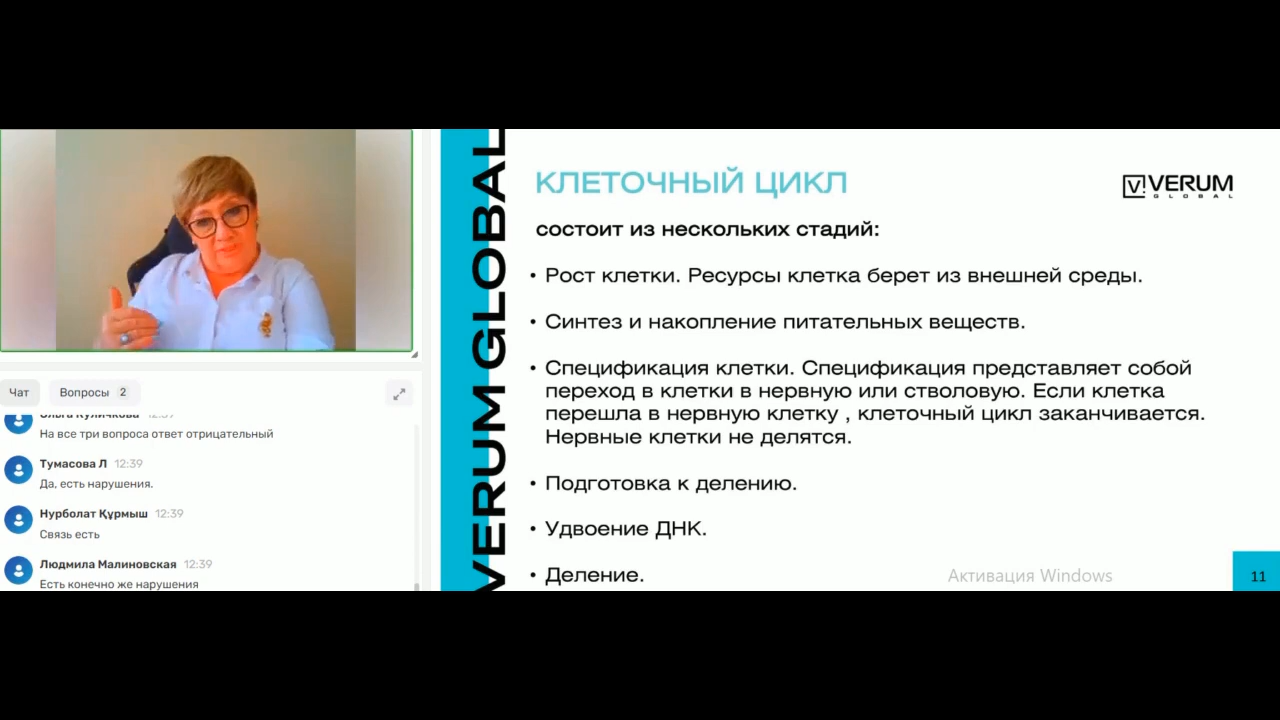 VERUM GLOBAL
КЛЕТОЧНЫЙ ЦИКЛ
VERUM
GLOBAL
состоит из нескольких стадий:
• Рост клетки. Ресурсы клетка берет из внешней среды.
• Синтез и накопление питательных веществ.
• Спецификация клетки. Спецификация представляет собой
переход в клетки в нервную или стволовую. Если клетка
перешла в нервную клетку , клеточный цикл заканчивается.
Нервные клетки не делятся.
• Подготовка к делению.
• Удвоение ДНК.
• Деление.
Активация Windows
11
Чат
Вопросы 2
Ольга Куличкова 12:39
На все три вопроса ответ отрицательный
Тумасова Л 12:39
Да, есть нарушения.
Нурболат Құрмыш 12:39
Связь есть
Людмила Малиновская 12:39
Есть конечно же нарушения